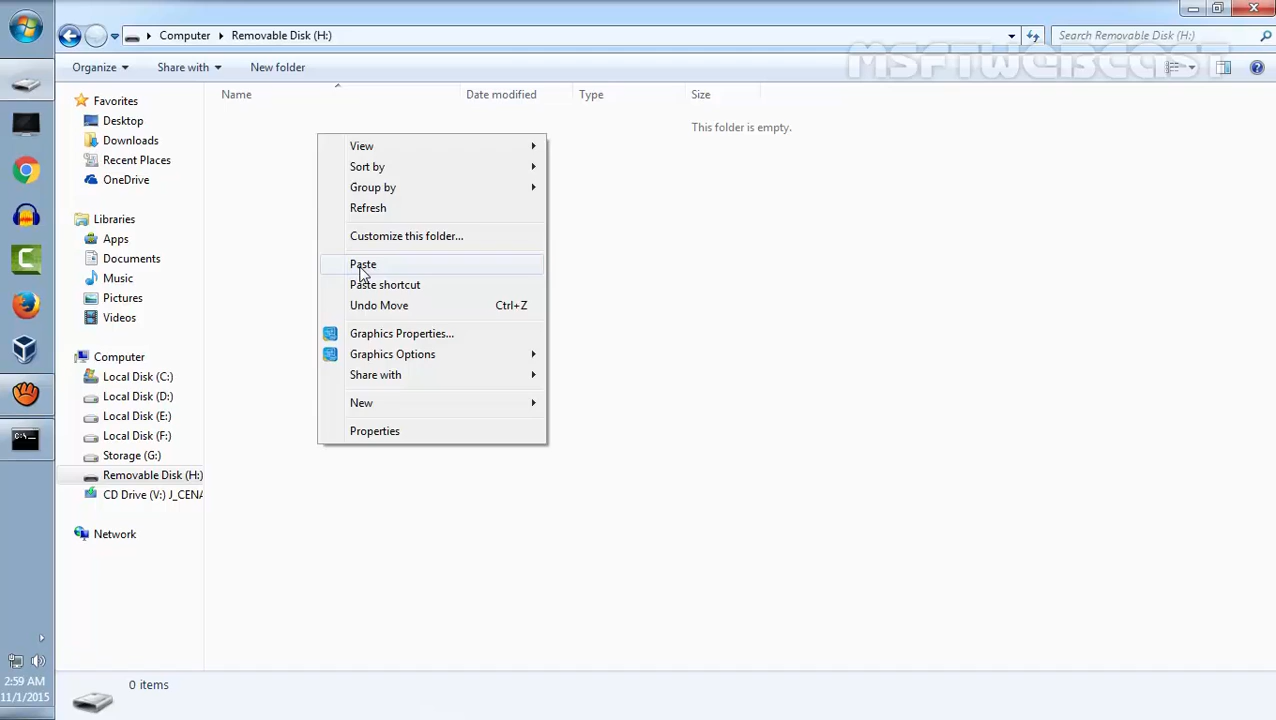 Computer
Removable Disk (H:)
Search Removable Disk (H:)
MSFTWEBCAST
Organize
Share with
New folder
Name
Date modified
Type
Size
This folder is empty.
Favorites
Desktop
Downloads
Recent Places
OneDrive
Libraries
Apps
Documents
Music
Pictures
Videos
Computer
Local Disk (C:)
Local Disk (D:)
Local Disk (E:)
Local Disk (F:)
Storage (G:)
Removable Disk (H:)
CD Drive (V:) J_CENA
Network
View
Sort by
Group by
Refresh
Customize this folder...
Paste
Paste shortcut
Undo Move Ctrl+Z
Graphics Properties...
Graphics Options
Share with
New
Properties
C:\
2:59 AM
11/1/2015
0 items